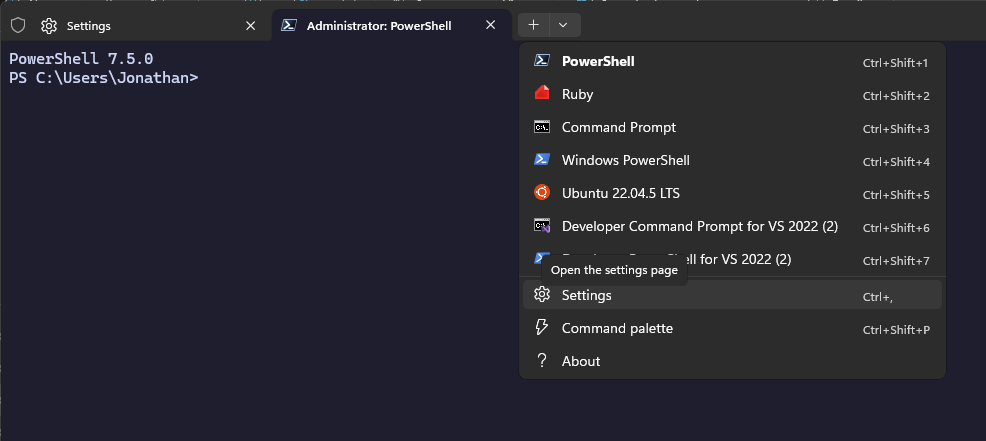 Settings
Administrator: PowerShell
PowerShell 7.5.0
PS C:\Users\Jonathan>
PowerShell Ctrl+Shift+1
Ruby Ctrl+Shift+2
Command Prompt Ctrl+Shift+3
Windows PowerShell Ctrl+Shift+4
Ubuntu 22.04.5 LTS Ctrl+Shift+5
Developer Command Prompt for VS 2022 (2) Ctrl+Shift+6
Shell for VS 2022 (2) Ctrl+Shift+7
Open the settings page
Settings Ctrl+,
Command palette Ctrl+Shift+P
About